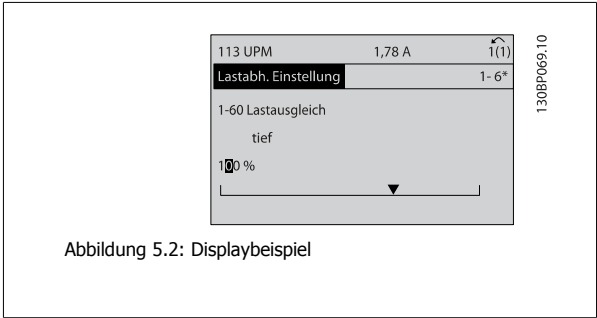 113 UPM 1,78 A 1(1)
Lastabh. Einstellung 1- 6*
1-60 Lastausgleich
tief
100 %
130BP069.10
Abbildung 5.2: Displaybeispiel